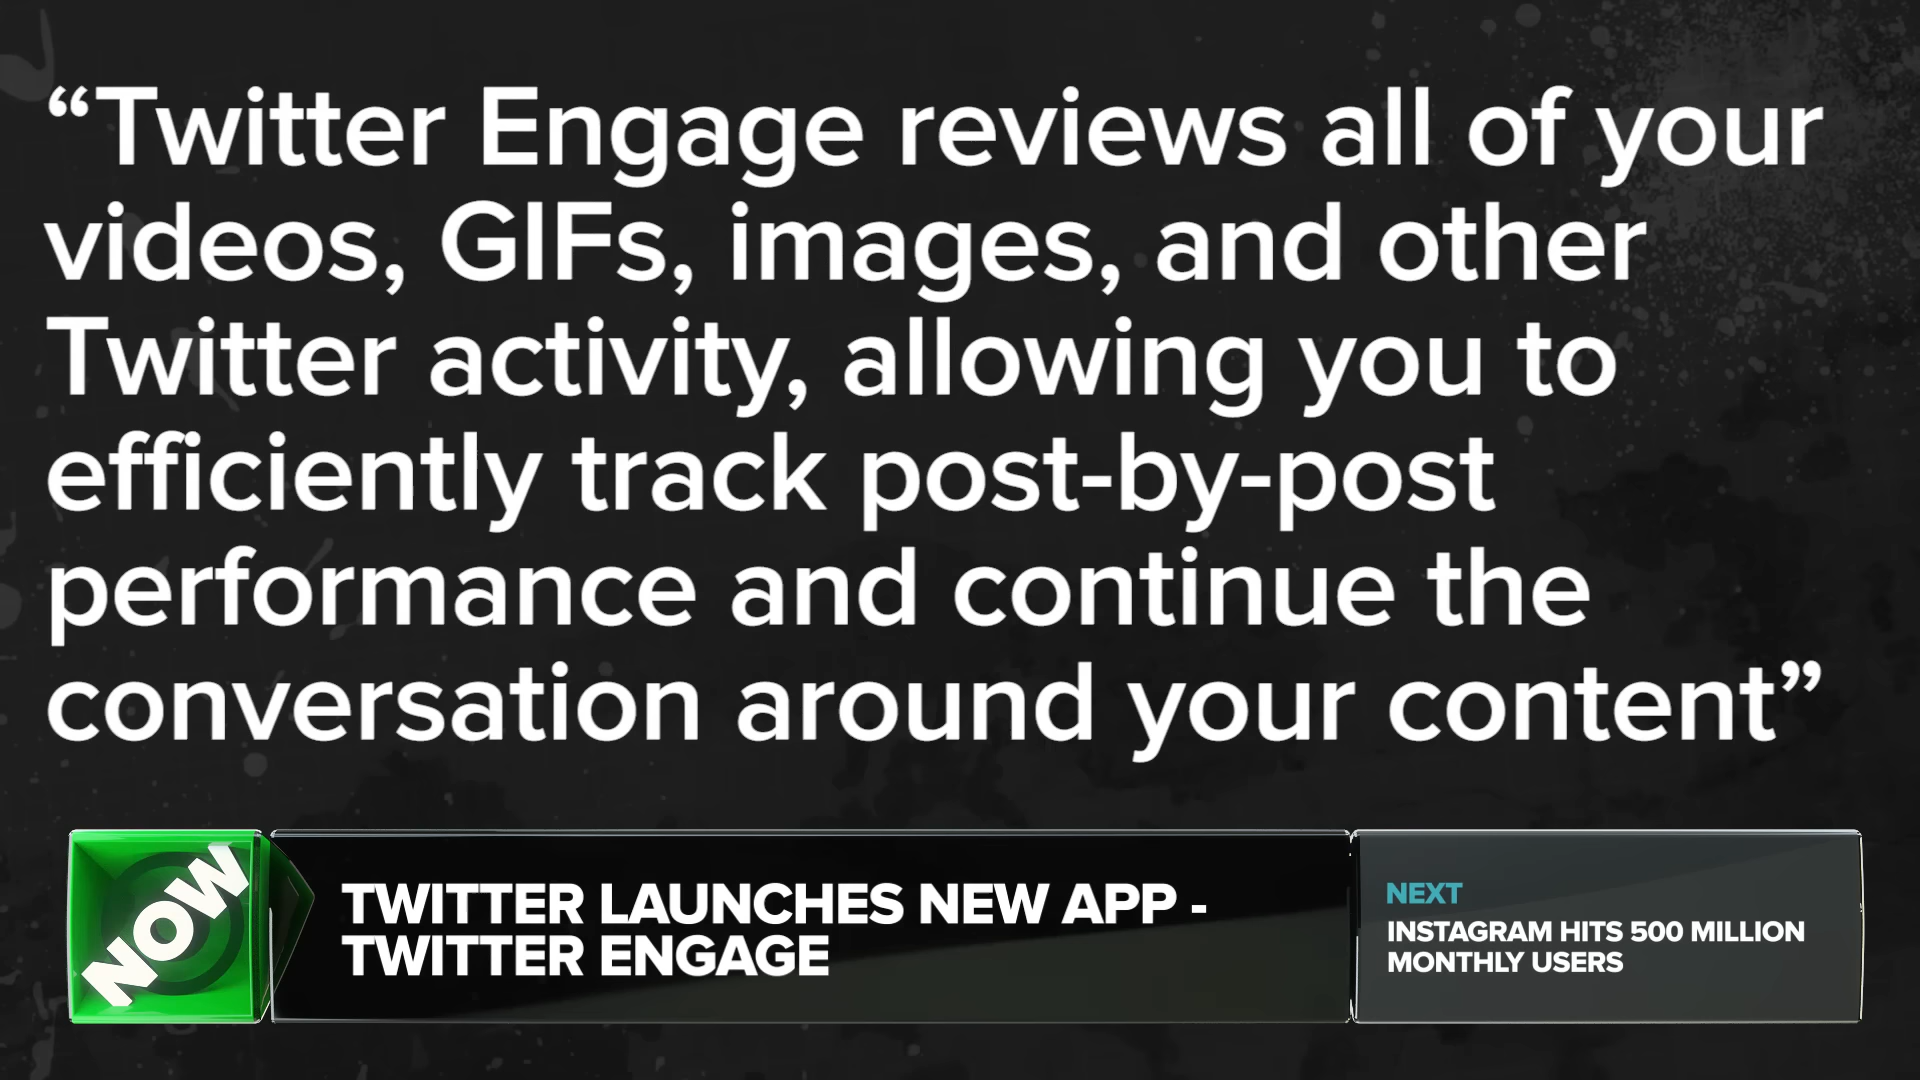 “Twitter Engage reviews all of your
videos, GIFs, images, and other
Twitter activity, allowing you to
efficiently track post-by-post
performance and continue the
conversation around your content”
NOW
TWITTER LAUNCHES NEW APP -
TWITTER ENGAGE
NEXT
INSTAGRAM HITS 500 MILLION
MONTHLY USERS